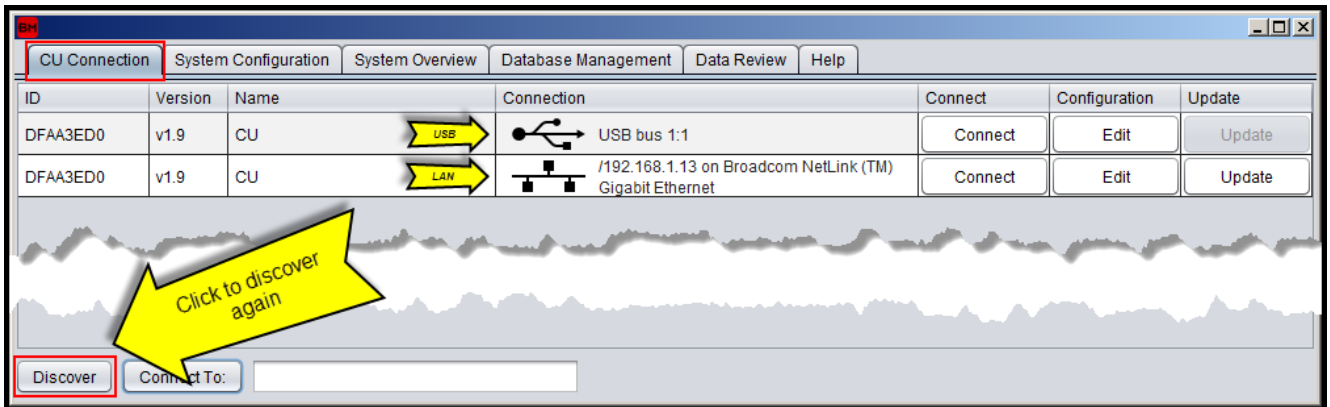 BM
CU Connection System Configuration System Overview Database Management Data Review Help
ID Version Name Connection Connect Configuration Update
DFAA3ED0 v1.9 CU USB USB bus 1:1 Connect Edit Update
DFAA3ED0 v1.9 CU LAN /192.168.1.13 on Broadcom NetLink (TM)
Gigabit Ethernet Connect Edit Update
Click to discover
again
Discover Connect To: